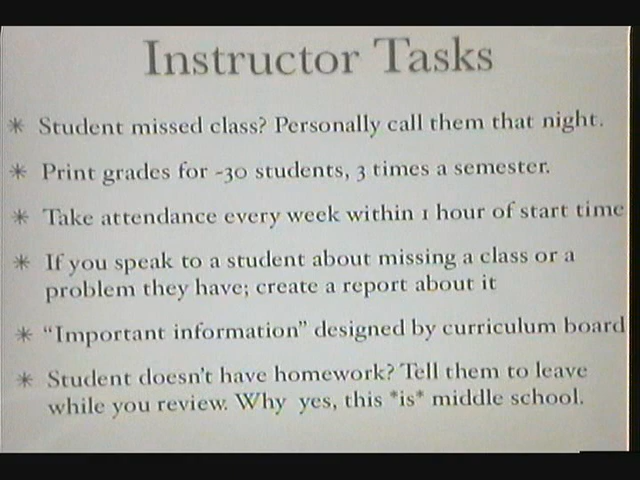 Instructor Tasks
Student missed class? Personally call them that night.
Print grades for ~30 students, 3 times a semester.
Take attendance every week within 1 hour of start time
If you speak to a student about missing a class or a
problem they have; create a report about it
“Important information” designed by curriculum board
Student doesn't have homework? Tell them to leave
while you review. Why yes, this *is* middle school.